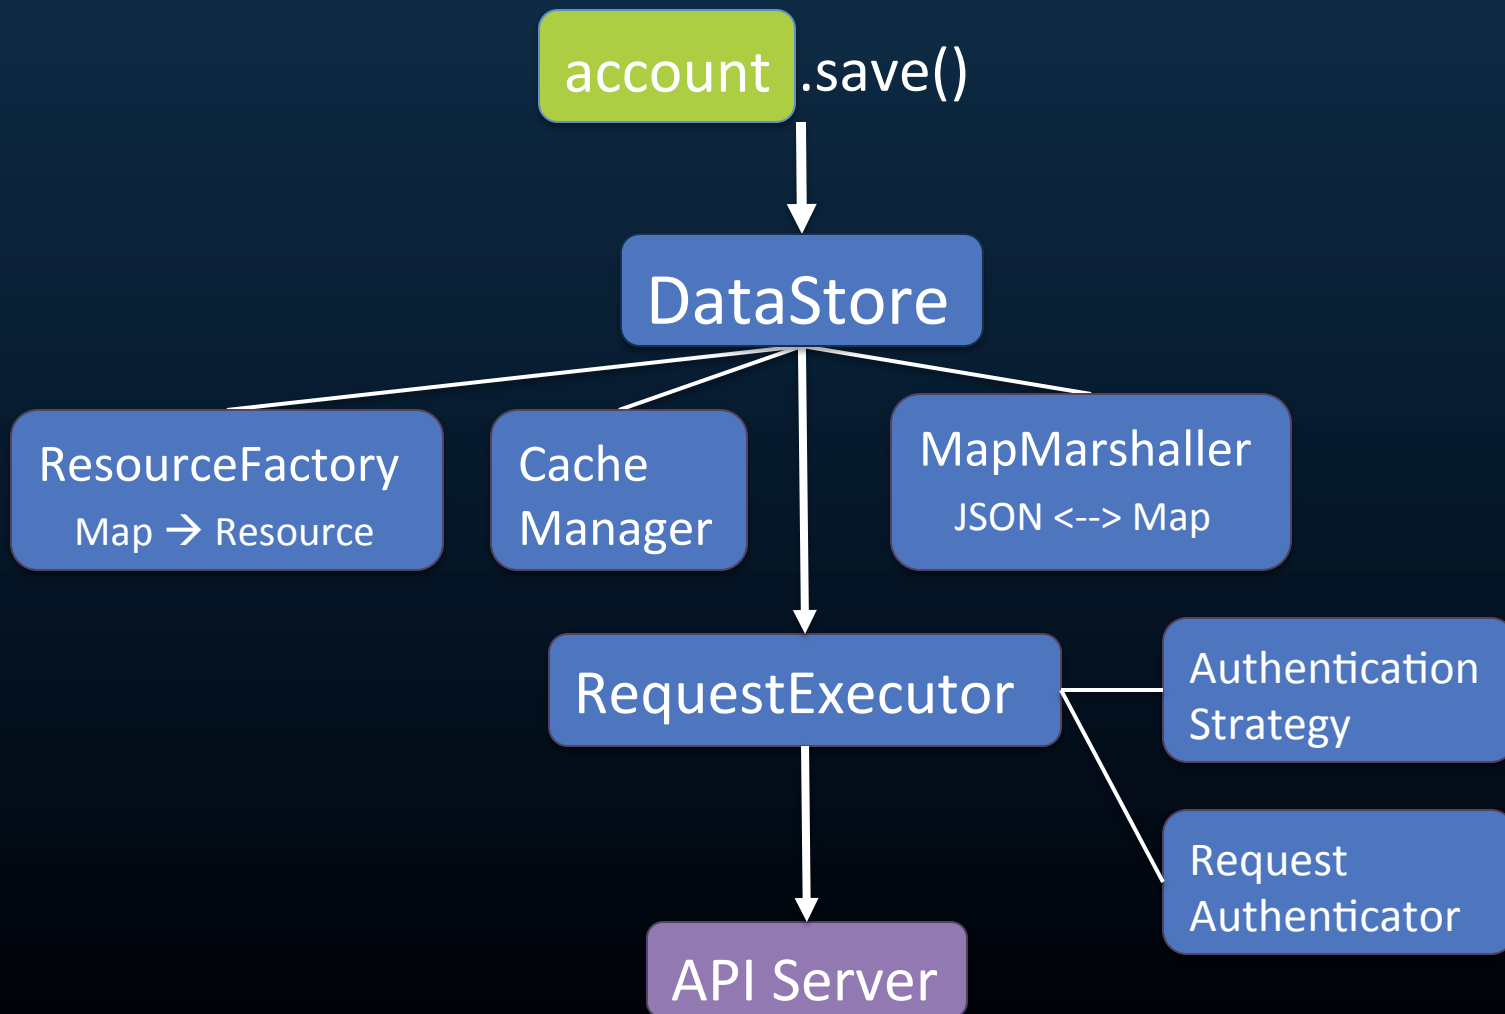 account .save()
DataStore
ResourceFactory
Map → Resource
Cache
Manager
MapMarshaller
JSON <--> Map
RequestExecutor
Authentication
Strategy
Request
Authenticator
API Server